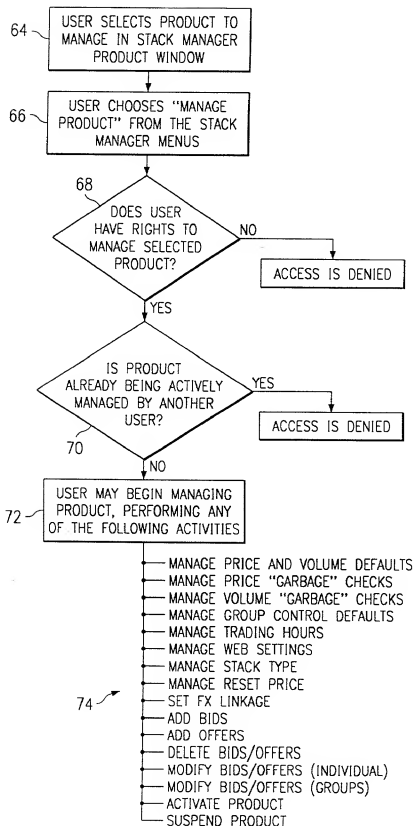 64
USER SELECTS PRODUCT TO
MANAGE IN STACK MANAGER
PRODUCT WINDOW
66
USER CHOOSES “MANAGE
PRODUCT” FROM THE STACK
MANAGER MENUS
68
DOES USER
HAVE RIGHTS TO
MANAGE SELECTED
PRODUCT?
NO
ACCESS IS DENIED
YES
IS PRODUCT
ALREADY BEING ACTIVELY
MANAGED BY ANOTHER
USER?
YES
70
ACCESS IS DENIED
NO
72
USER MAY BEGIN MANAGING
PRODUCT, PERFORMING ANY
OF THE FOLLOWING ACTIVITIES
MANAGE PRICE AND VOLUME DEFAULTS
MANAGE PRICE “GARBAGE” CHECKS
MANAGE VOLUME “GARBAGE” CHECKS
MANAGE GROUP CONTROL DEFAULTS
MANAGE TRADING HOURS
MANAGE WEB SETTINGS
MANAGE STACK TYPE
MANAGE RESET PRICE
74
SET FX LINKAGE
ADD BIDS
ADD OFFERS
DELETE BIDS/OFFERS
MODIFY BIDS/OFFERS (INDIVIDUAL)
MODIFY BIDS/OFFERS (GROUPS)
ACTIVATE PRODUCT
SUSPEND PRODUCT